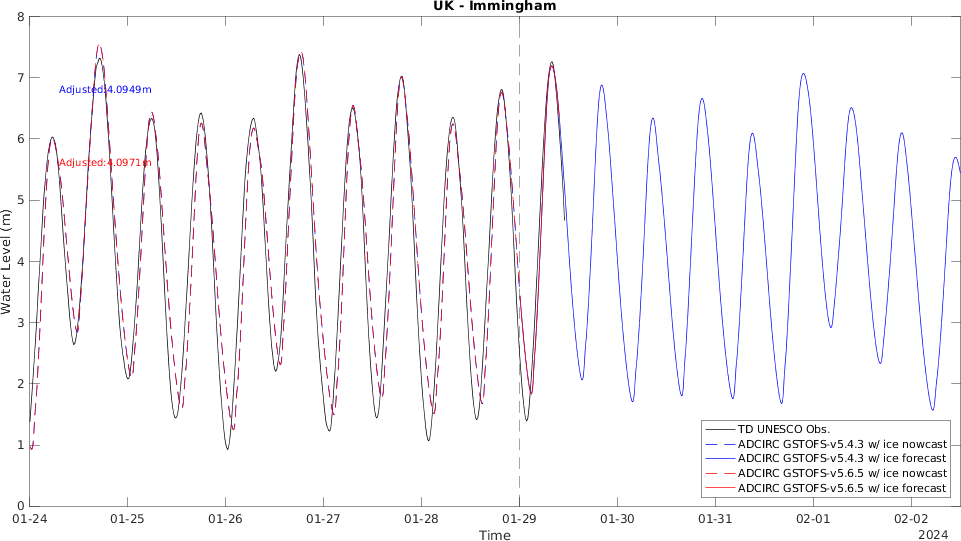 UK - Immingham
8
7
6
5
4
3
2
1
0
Water Level (m)
Adjusted:4.0949m
Adjusted:4.0971m
TD UNESCO Obs.
ADCIRC GSTOFS-v5.4.3 w/ ice nowcast
ADCIRC GSTOFS-v5.4.3 w/ ice forecast
ADCIRC GSTOFS-v5.6.5 w/ ice nowcast
ADCIRC GSTOFS-v5.6.5 w/ ice forecast
01-24 01-25 01-26 01-27 01-28 01-29 01-30 01-31 02-01 02-02
Time
2024